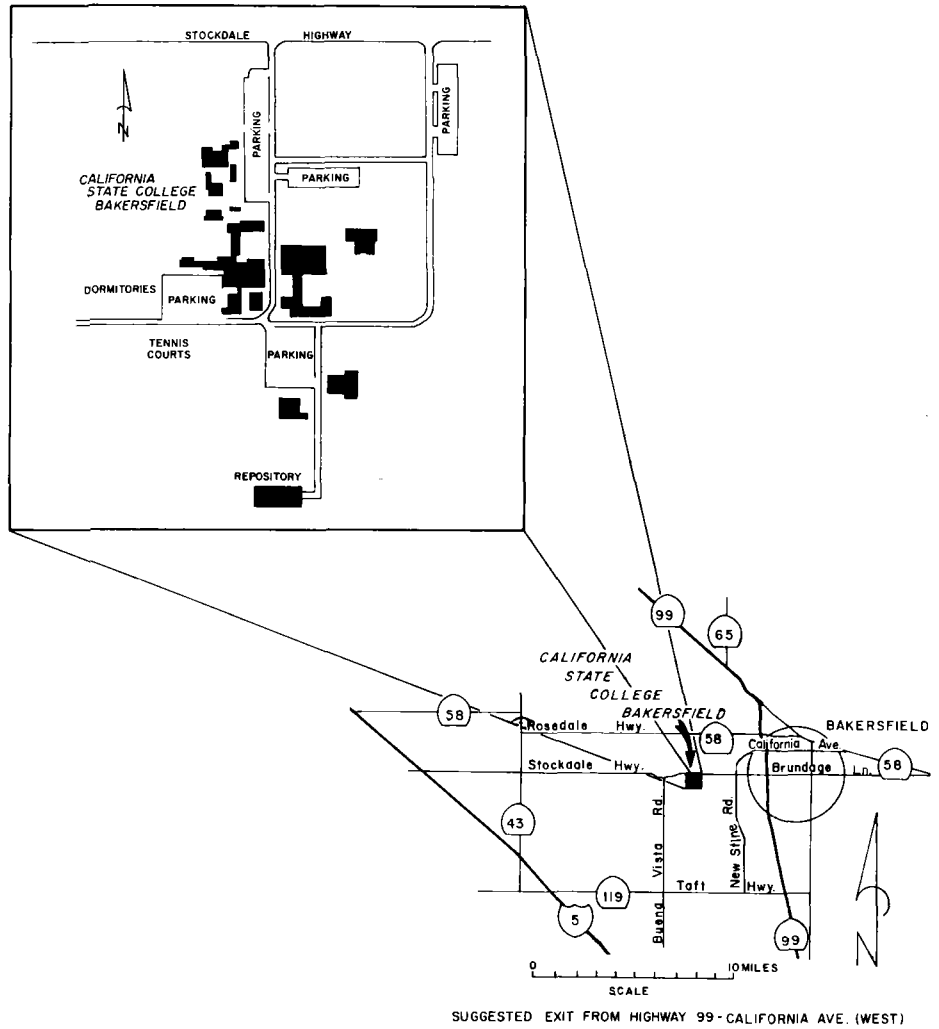 STOCKDALE HIGHWAY
N
PARKING
PARKING
CALIFORNIA
STATE COLLEGE
BAKERSFIELD
PARKING
DORMITORIES
PARKING
TENNIS
COURTS
PARKING
REPOSITORY
99
65
CALIFORNIA
STATE
COLLEGE
BAKERSFIELD
58
Rosedale Hwy.
58
BAKERSFIELD
California Ave.
Stockdale Hwy.
Brundage Ln.
58
43
Buena Vista Rd.
New Stine Rd.
119
Taft Hwy.
5
99
N
0 10 MILES
SCALE
SUGGESTED EXIT FROM HIGHWAY 99 - CALIFORNIA AVE. (WEST)